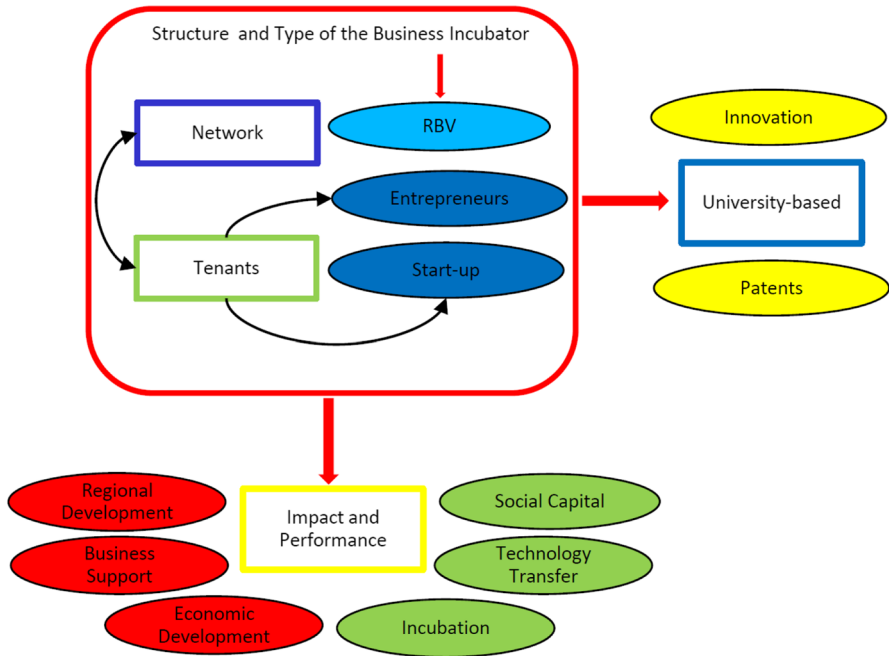 Structure and Type of the Business Incubator
Network
RBV
Innovation
Entrepreneurs
University-based
Tenants
Start-up
Patents
Regional
Development
Impact and
Performance
Social Capital
Business
Support
Technology
Transfer
Economic
Development
Incubation